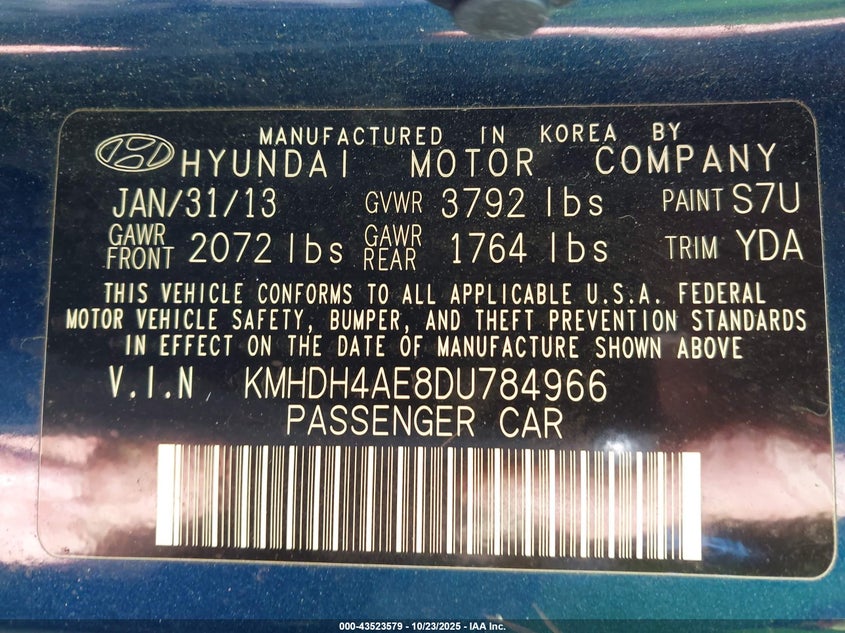 MANUFACTURED IN KOREA BY
HYUNDAI MOTOR COMPANY
JAN/31/13 GVWR 3792 lbs PAINT S7U
GAWR FRONT 2072 lbs GAWR REAR 1764 lbs TRIM YDA
THIS VEHICLE CONFORMS TO ALL APPLICABLE U.S.A. FEDERAL
MOTOR VEHICLE SAFETY, BUMPER, AND THEFT PREVENTION STANDARDS
IN EFFECT ON THE DATE OF MANUFACTURE SHOWN ABOVE
V.I.N KMHDH4AE8DU784966
PASSENGER CAR
000-43523579 - 10/23/2025 - IAA Inc.